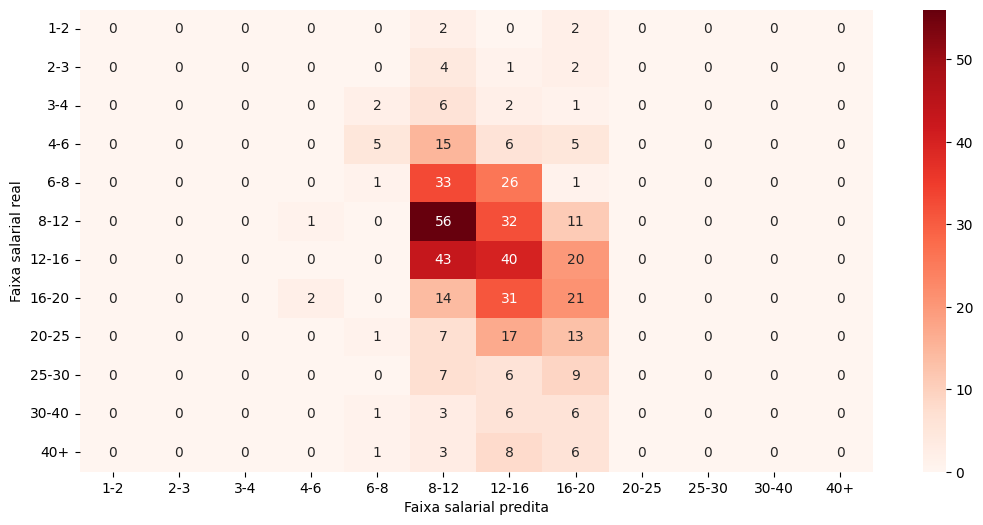 1-2 0 0 0 0 0 2 0 2 0 0 0 0
2-3 0 0 0 0 0 4 1 2 0 0 0 0
3-4 0 0 0 0 2 6 2 1 0 0 0 0
4-6 0 0 0 0 5 15 6 5 0 0 0 0
6-8 0 0 0 0 1 33 26 1 0 0 0 0
8-12 0 0 0 1 0 56 32 11 0 0 0 0
12-16 0 0 0 0 0 43 40 20 0 0 0 0
16-20 0 0 0 2 0 14 31 21 0 0 0 0
20-25 0 0 0 0 1 7 17 13 0 0 0 0
25-30 0 0 0 0 0 7 6 9 0 0 0 0
30-40 0 0 0 0 1 3 6 6 0 0 0 0
40+ 0 0 0 0 1 3 8 6 0 0 0 0
1-2 2-3 3-4 4-6 6-8 8-12 12-16 16-20 20-25 25-30 30-40 40+
Faixa salarial predita
Faixa salarial real
50
40
30
20
10
0